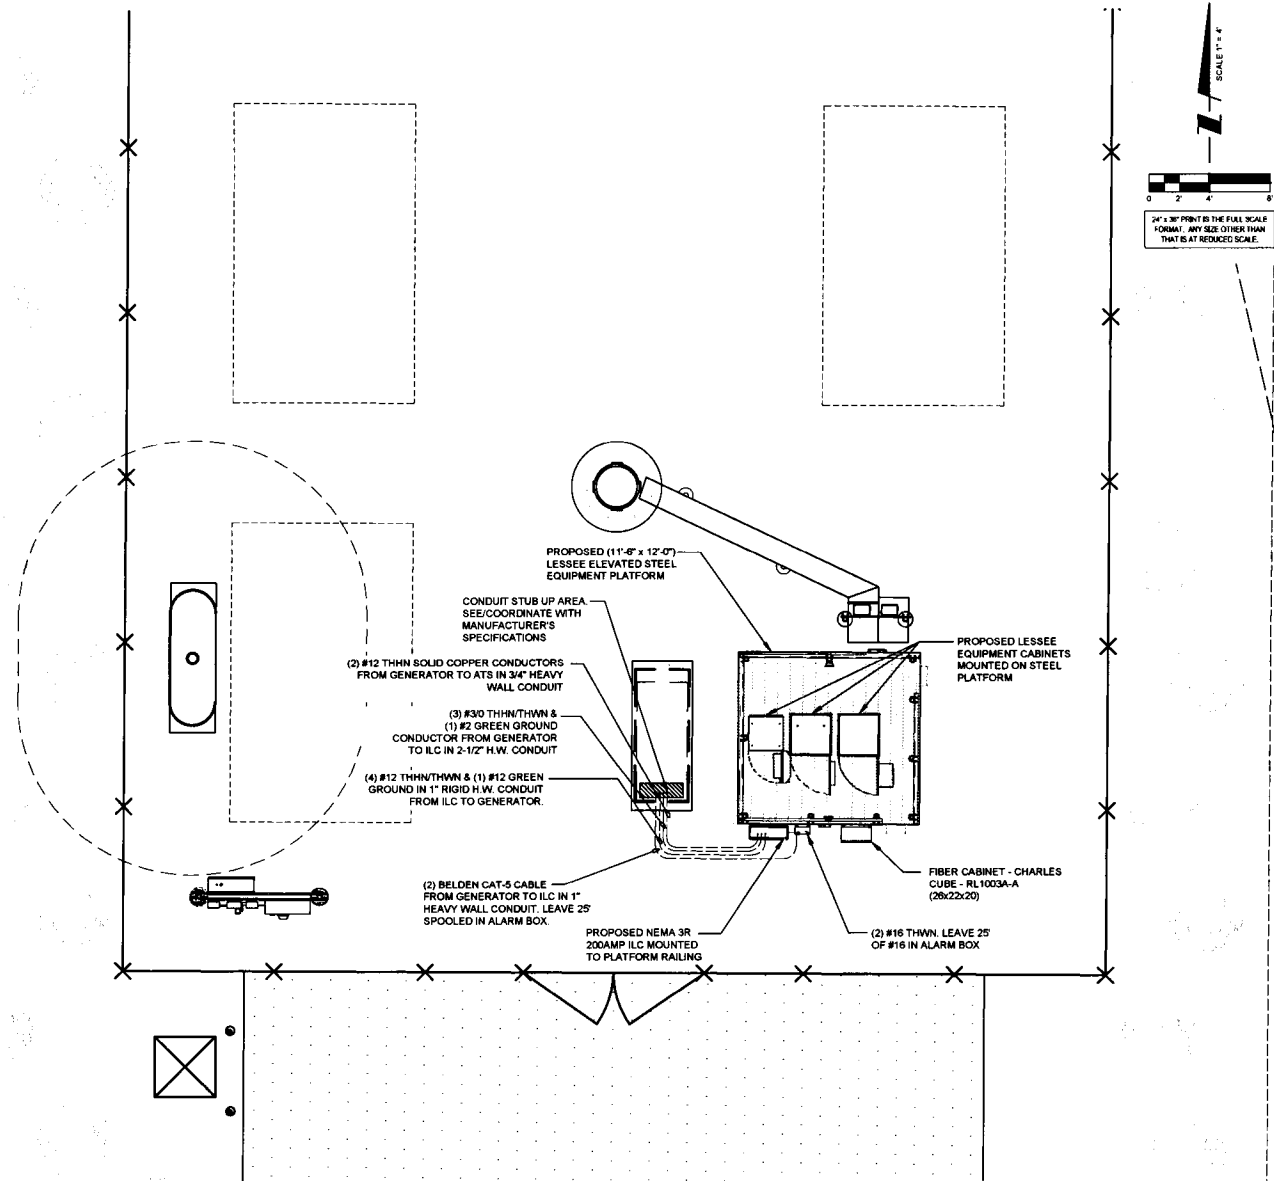 SCALE 1" = 4'
0 2' 4' 8'
24" x 36" PRINT IS THE FULL SCALE
FORMAT. ANY SIZE OTHER THAN
THAT IS AT REDUCED SCALE.
PROPOSED (11'-6" x 12'-0")
LESSEE ELEVATED STEEL
EQUIPMENT PLATFORM
CONDUIT STUB UP AREA.
SEE/COORDINATE WITH
MANUFACTURER'S
SPECIFICATIONS
PROPOSED LESSEE
EQUIPMENT CABINETS
MOUNTED ON STEEL
PLATFORM
(2) #12 THHN SOLID COPPER CONDUCTORS
FROM GENERATOR TO ATS IN 3/4" HEAVY
WALL CONDUIT
(3) #3/0 THHN/THWN &
(1) #2 GREEN GROUND
CONDUCTOR FROM GENERATOR
TO ILC IN 2-1/2" H.W. CONDUIT
(4) #12 THHN/THWN & (1) #12 GREEN
GROUND IN 1" RIGID H.W. CONDUIT
FROM ILC TO GENERATOR.
(2) BELDEN CAT-5 CABLE
FROM GENERATOR TO ILC IN 1"
HEAVY WALL CONDUIT. LEAVE 25'
SPOOLED IN ALARM BOX.
FIBER CABINET - CHARLES
CUBE - RL1003A-A
(26x22x20)
PROPOSED NEMA 3R
200AMP ILC MOUNTED
TO PLATFORM RAILING
(2) #16 THWN. LEAVE 25'
OF #16 IN ALARM BOX